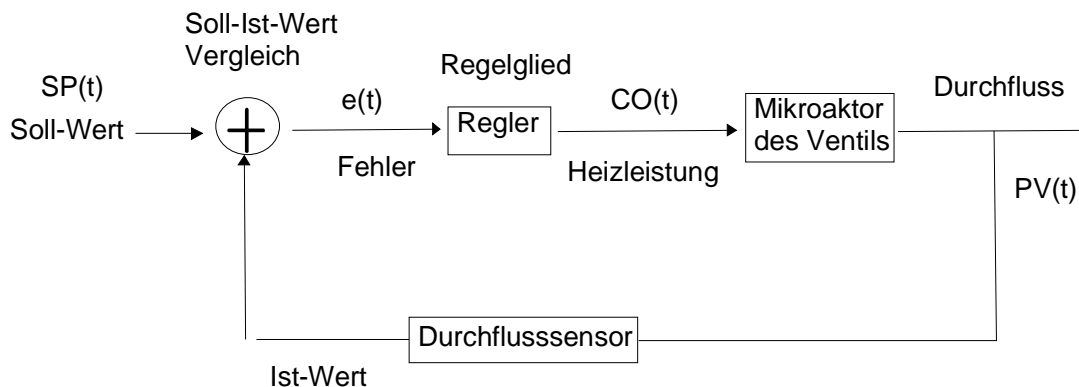 Soll-Ist-Wert
Vergleich
SP(t)
Soll-Wert
+
e(t)
Fehler
Regelglied
Regler
CO(t)
Heizleistung
Mikroaktor
des Ventils
Durchfluss
PV(t)
Durchflusssensor
Ist-Wert